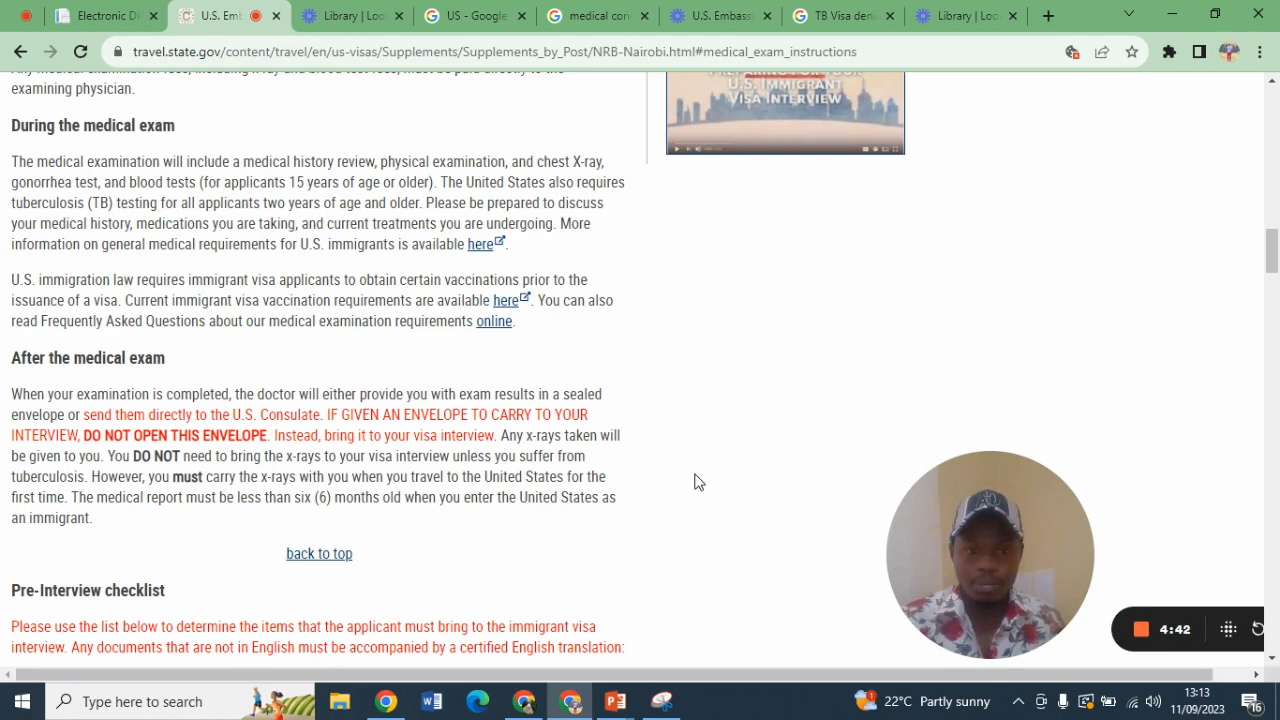 Electronic Di
U.S. Emb
Library | Loo
US - Google
medical con
U.S. Embass
TB Visa deni
Library | Loo
travel.state.gov/content/travel/en/us-visas/Supplements/Supplements_by_Post/NRB-Nairobi.html#medical_exam_instructions
examining physician.
PREPARING FOR YOUR
U.S. IMMIGRANT
VISA INTERVIEW
During the medical exam
The medical examination will include a medical history review, physical examination, and chest X-ray,
gonorrhea test, and blood tests (for applicants 15 years of age or older). The United States also requires
tuberculosis (TB) testing for all applicants two years of age and older. Please be prepared to discuss
your medical history, medications you are taking, and current treatments you are undergoing. More
information on general medical requirements for U.S. immigrants is available here.
U.S. immigration law requires immigrant visa applicants to obtain certain vaccinations prior to the
issuance of a visa. Current immigrant visa vaccination requirements are available here. You can also
read Frequently Asked Questions about our medical examination requirements online.
After the medical exam
When your examination is completed, the doctor will either provide you with exam results in a sealed
envelope or send them directly to the U.S. Consulate. IF GIVEN AN ENVELOPE TO CARRY TO YOUR
INTERVIEW, DO NOT OPEN THIS ENVELOPE. Instead, bring it to your visa interview. Any x-rays taken will
be given to you. You DO NOT need to bring the x-rays to your visa interview unless you suffer from
tuberculosis. However, you must carry the x-rays with you when you travel to the United States for the
first time. The medical report must be less than six (6) months old when you enter the United States as
an immigrant.
back to top
Pre-Interview checklist
Please use the list below to determine the items that the applicant must bring to the immigrant visa
interview. Any documents that are not in English must be accompanied by a certified English translation:
4:42
Type here to search
22°C Partly sunny
13:13
11/09/2023
16